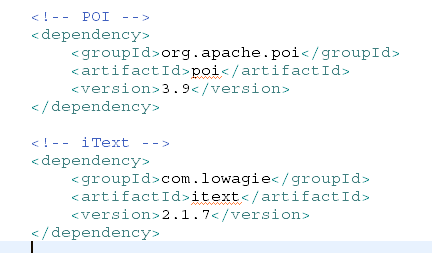 <!-- POI -->
<dependency>
<groupId>org.apache.poi</groupId>
<artifactId>poi</artifactId>
<version>3.9</version>
</dependency>
<!-- iText -->
<dependency>
<groupId>com.lowagie</groupId>
<artifactId>itext</artifactId>
<version>2.1.7</version>
</dependency>